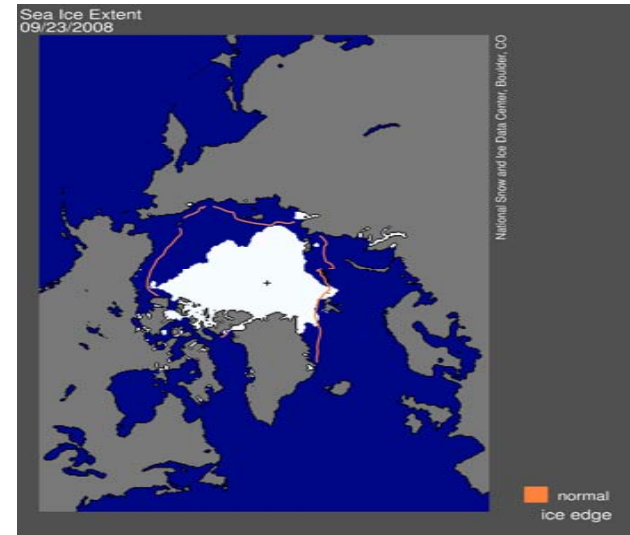 Sea Ice Extent
09/23/2008
National Snow and Ice Data Center, Boulder, CO
normal
ice edge